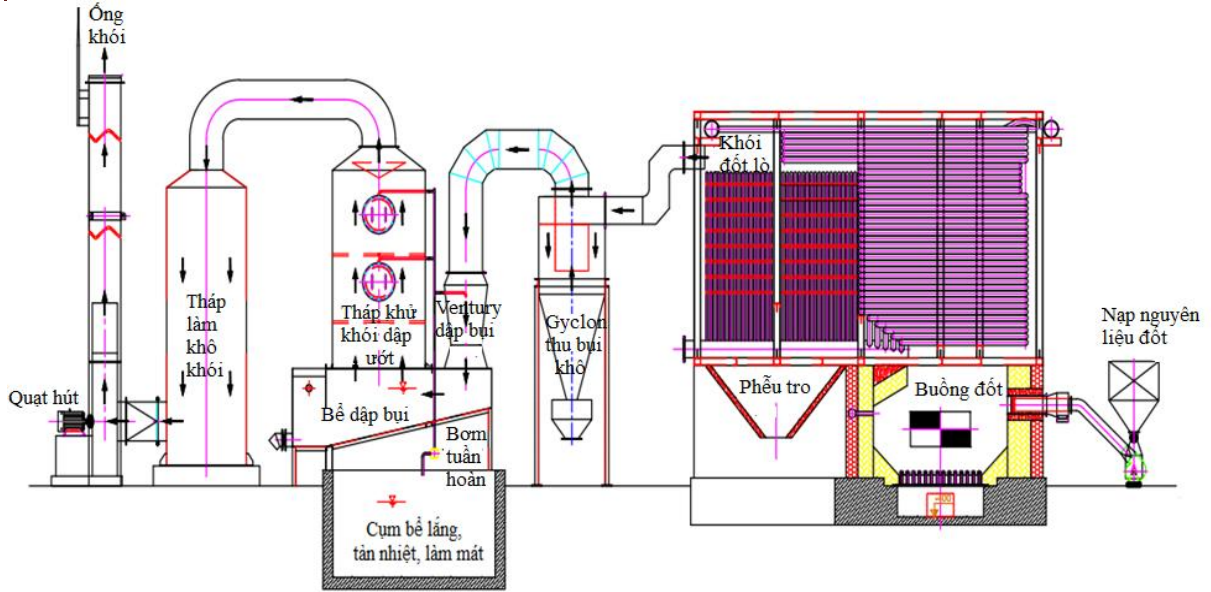 Ống
khói
Khói
đốt lò
Tháp
làm
khô
khói
Tháp khử
khói dập
ướt
Ventury
dập bụi
Gyclon
thu bụi
khô
Nạp nguyên
liệu đốt
Phễu tro
Buồng đốt
Quạt hút
Bể dập bụi
Bơm
tuần
hoàn
Cụm bể lắng,
tản nhiệt, làm mát